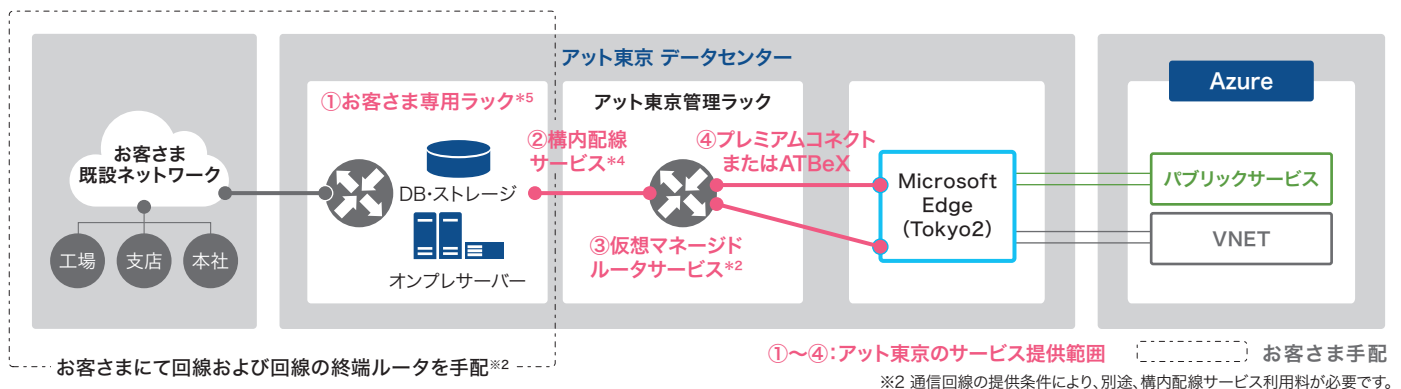 アット東京 データセンター
①お客さま専用ラック*5
アット東京管理ラック
Azure
お客さま
既設ネットワーク
工場
支店
本社
DB・ストレージ
オンプレサーバー
②構内配線
サービス*4
③仮想マネージド
ルータサービス*2
④プレミアムコネクト
またはATBeX
Microsoft
Edge
(Tokyo2)
パブリックサービス
VNET
お客さまにて回線および回線の終端ルータを手配※2
①〜④:アット東京のサービス提供範囲
お客さま手配
※2 通信回線の提供条件により、別途、構内配線サービス利用料が必要です。